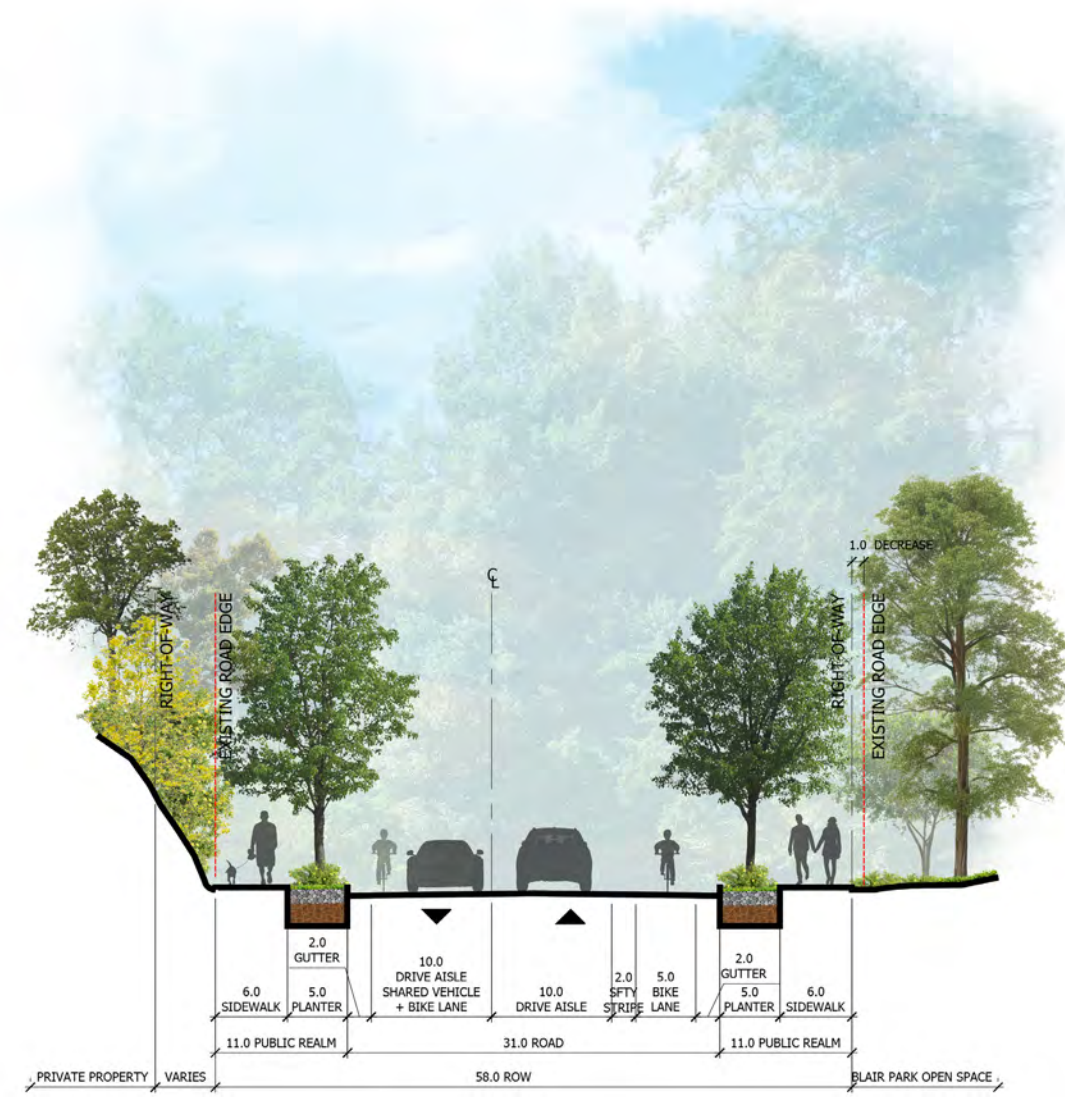 1.0 DECREASE
℄
RIGHT-OF-WAY
EXISTING ROAD EDGE
RIGHT-OF-WAY
EXISTING ROAD EDGE
2.0
GUTTER
6.0
SIDEWALK
5.0
PLANTER
10.0
DRIVE AISLE
SHARED VEHICLE
+ BIKE LANE
10.0
DRIVE AISLE
2.0
SFTY
STRIPE
5.0
BIKE
LANE
2.0
GUTTER
5.0
PLANTER
6.0
SIDEWALK
11.0 PUBLIC REALM
31.0 ROAD
11.0 PUBLIC REALM
PRIVATE PROPERTY
VARIES
58.0 ROW
BLAIR PARK OPEN SPACE